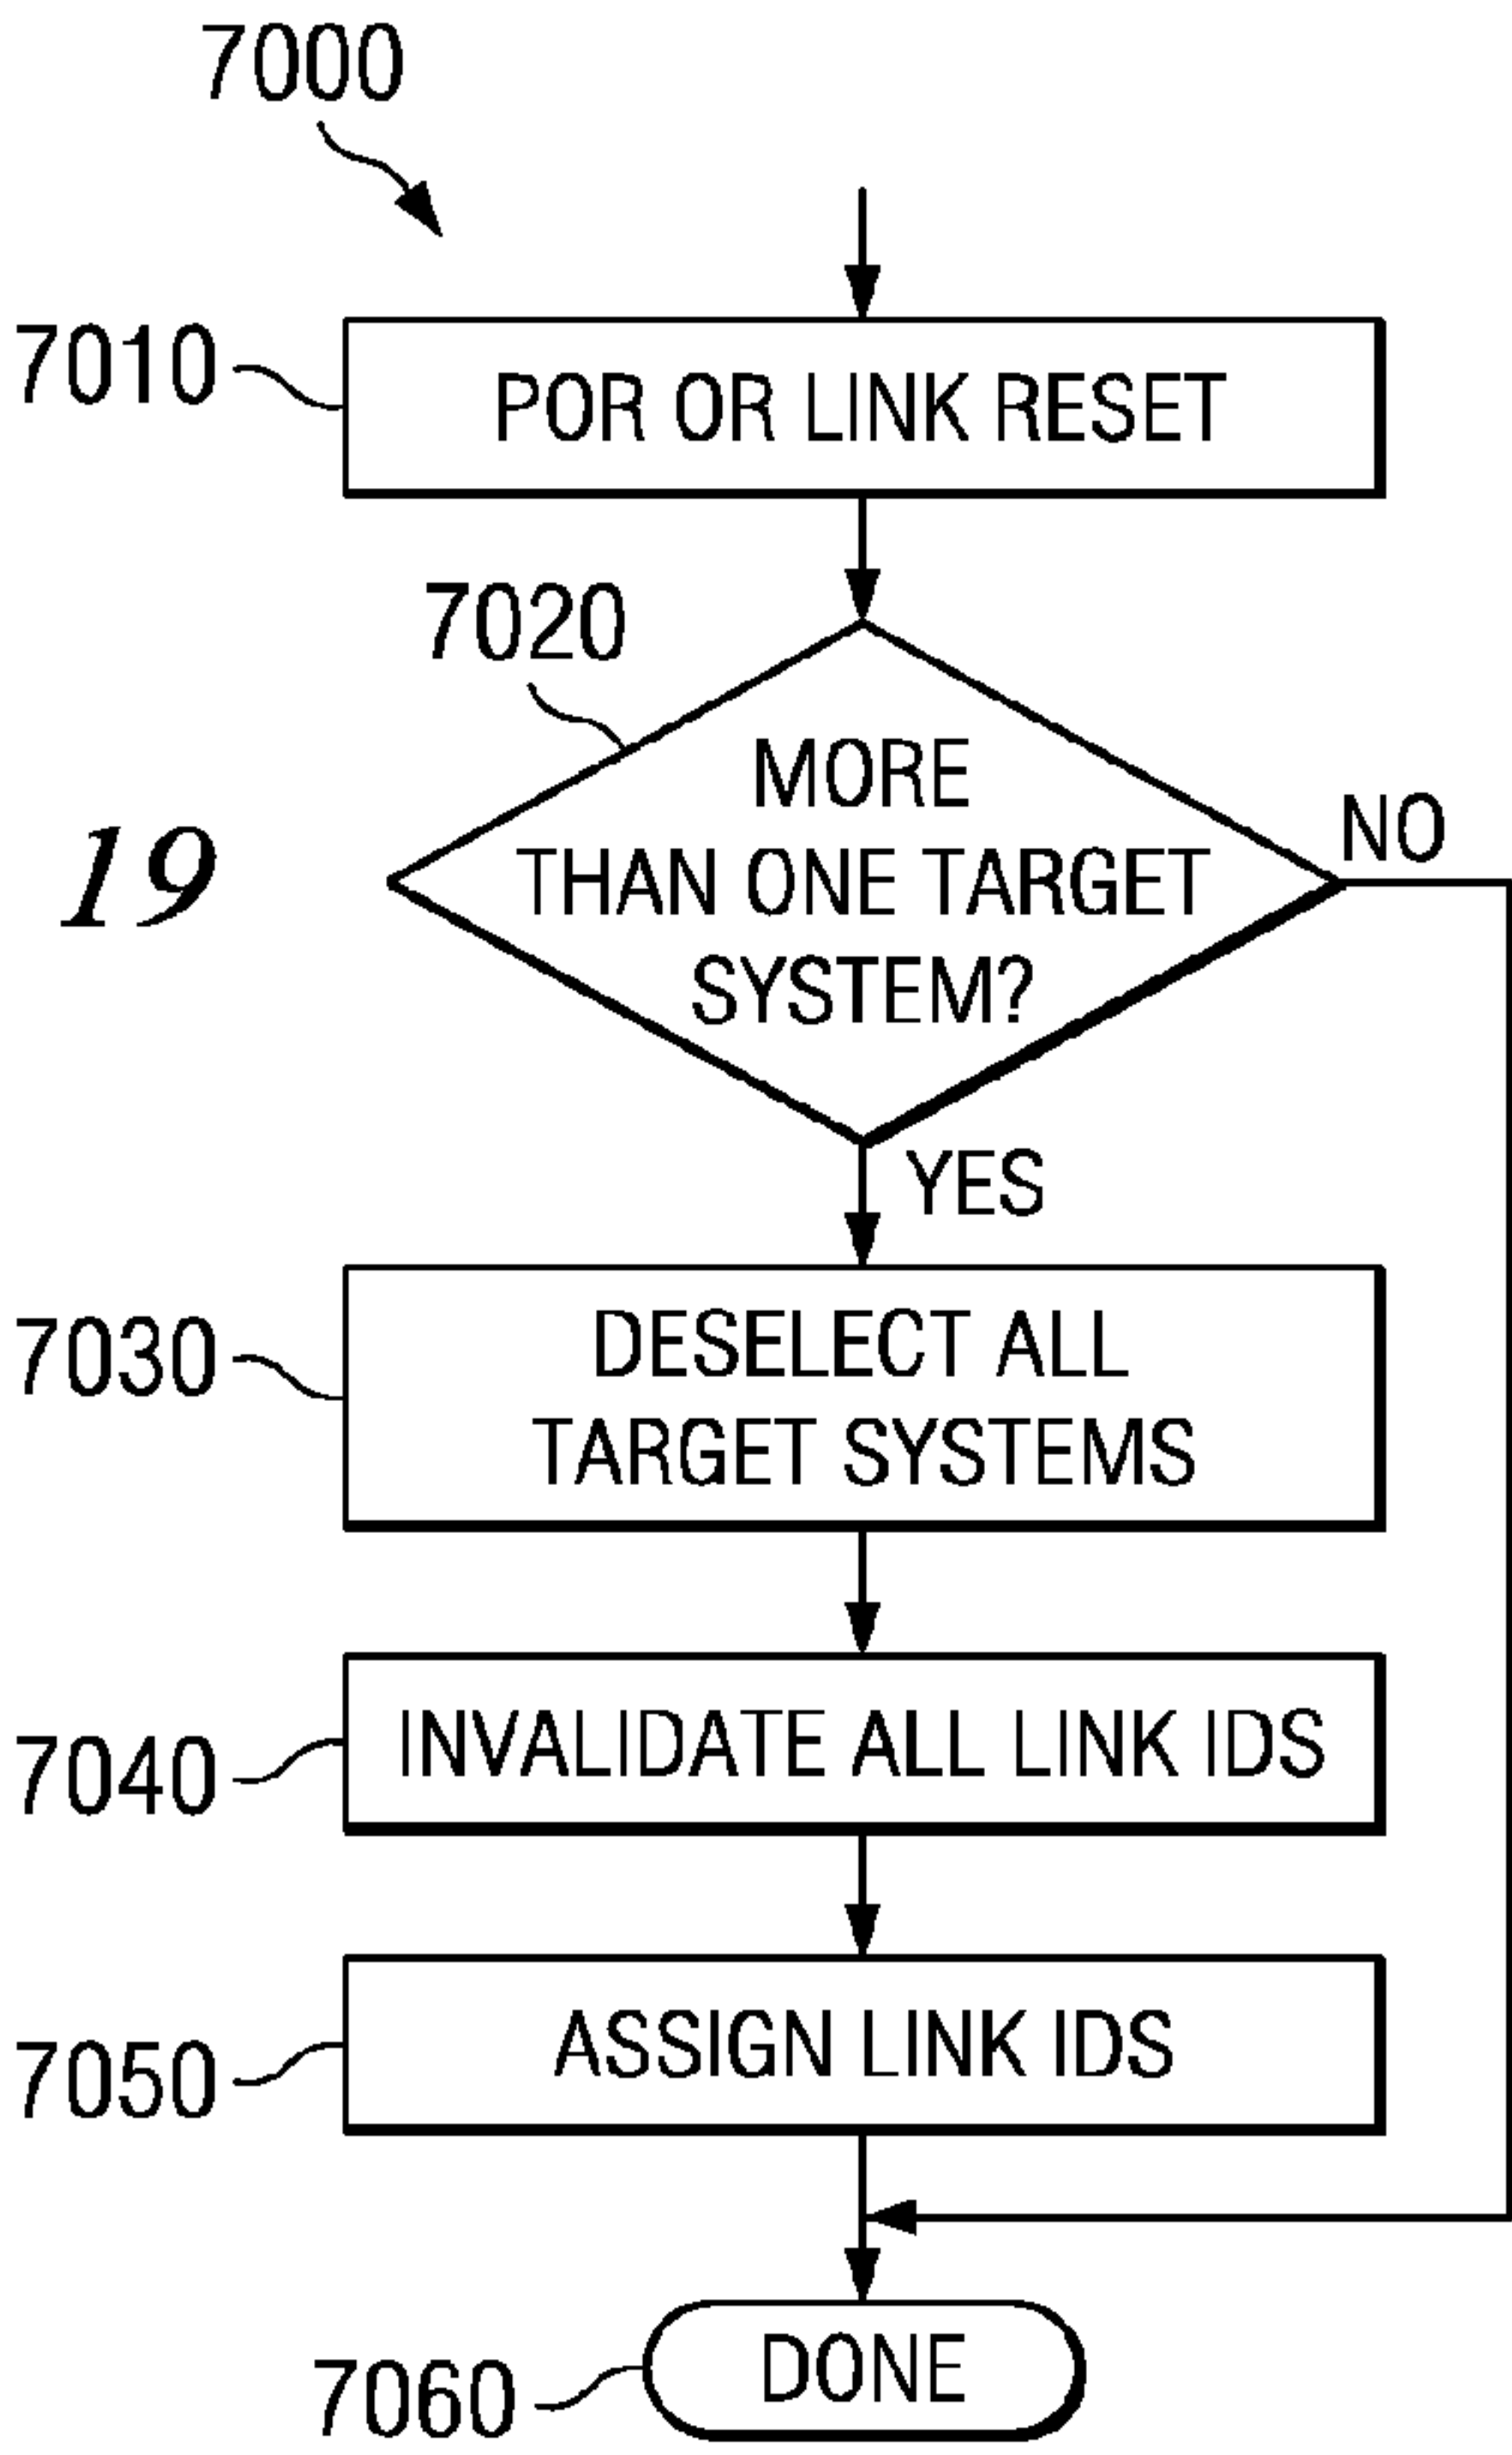 7000
7010
POR OR LINK RESET
7020
MORE
THAN ONE TARGET
SYSTEM?
NO
19
YES
7030
DESELECT ALL
TARGET SYSTEMS
7040
INVALIDATE ALL LINK IDS
7050
ASSIGN LINK IDS
7060
DONE